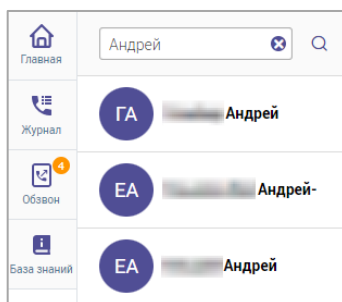 Главная
Журнал
4
Обзвон
База знаний
Андрей
ГА
Андрей
ЕА
Андрей-
ЕА
Андрей